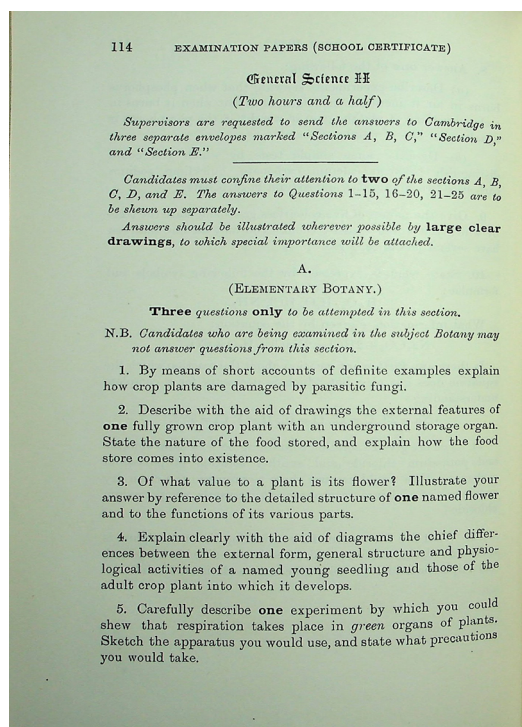 114 EXAMINATION PAPERS (SCHOOL CERTIFICATE)
General Science II
(Two hours and a half)
Supervisors are requested to send the answers to Cambridge in
three separate envelopes marked “Sections A, B, C,” “Section D,”
and “Section E.”
Candidates must confine their attention to two of the sections A, B,
C, D, and E. The answers to Questions 1–15, 16–20, 21–25 are to
be shewn up separately.
Answers should be illustrated wherever possible by large clear
drawings, to which special importance will be attached.
A.
(ELEMENTARY BOTANY.)
Three questions only to be attempted in this section.
N.B. Candidates who are being examined in the subject Botany may
not answer questions from this section.
1. By means of short accounts of definite examples explain
how crop plants are damaged by parasitic fungi.
2. Describe with the aid of drawings the external features of
one fully grown crop plant with an underground storage organ.
State the nature of the food stored, and explain how the food
store comes into existence.
3. Of what value to a plant is its flower? Illustrate your
answer by reference to the detailed structure of one named flower
and to the functions of its various parts.
4. Explain clearly with the aid of diagrams the chief differ-
ences between the external form, general structure and physio-
logical activities of a named young seedling and those of the
adult crop plant into which it develops.
5. Carefully describe one experiment by which you could
shew that respiration takes place in green organs of plants.
Sketch the apparatus you would use, and state what precautions
you would take.